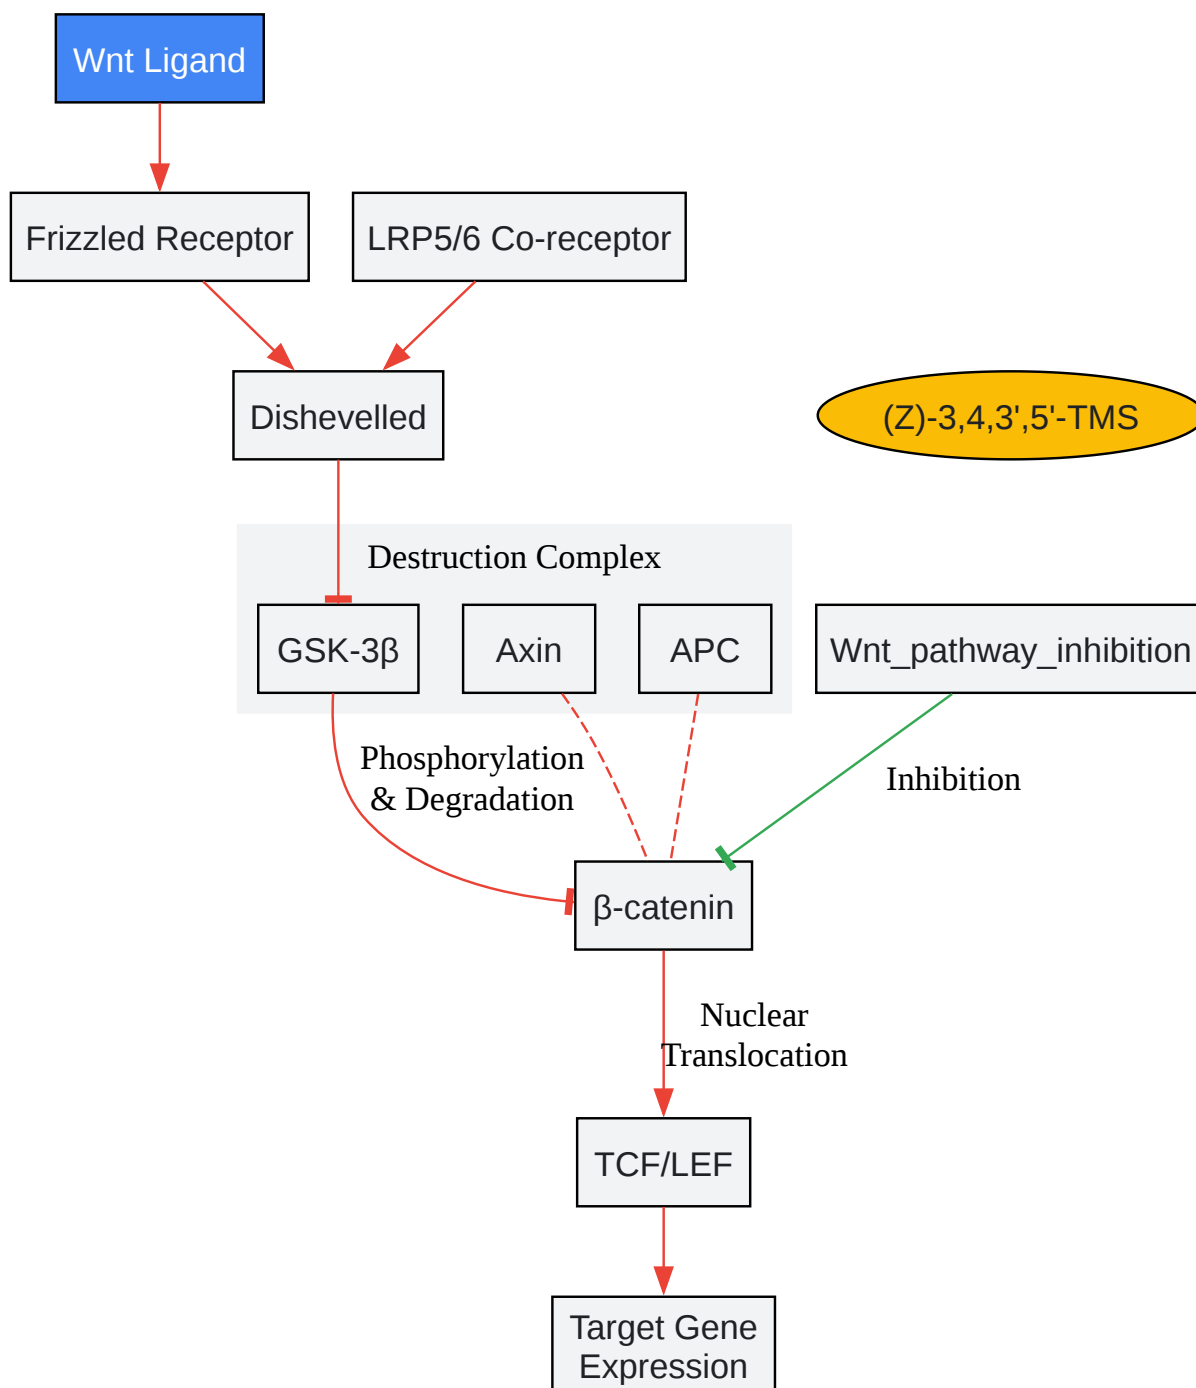 Wnt Ligand
Frizzled Receptor
LRP5/6 Co-receptor
Dishevelled
(Z)-3,4,3',5'-TMS
Destruction Complex
GSK-3β
Axin
APC
Wnt_pathway_inhibition
Phosphorylation
& Degradation
Inhibition
β-catenin
Nuclear
Translocation
TCF/LEF
Target Gene
Expression